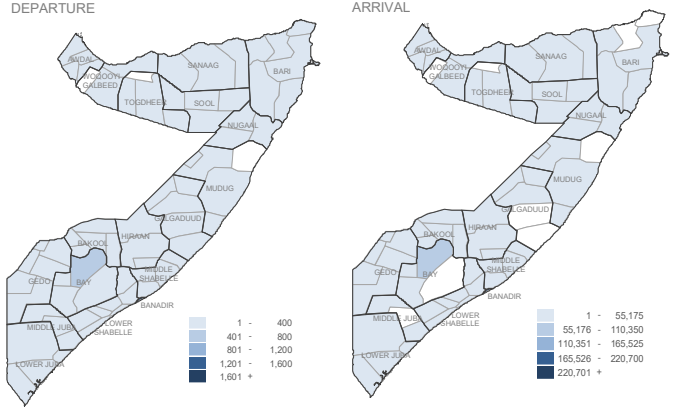 DEPARTURE
AWDAL
WOQOOYI
GALBEED
TOGDHEER
SANAAG
SOOL
BARI
NUGAAL
MUDUG
GALGADUUD
HIRAAN
BAKOOL
GEDO
BAY
MIDDLE
SHABELLE
BANADIR
LOWER
SHABELLE
MIDDLE JUBA
LOWER JUBA
1 - 400
401 - 800
801 - 1,200
1,201 - 1,600
1,601 +
ARRIVAL
AWDAL
WOQOOYI
GALBEED
TOGDHEER
SANAAG
SOOL
BARI
NUGAAL
MUDUG
GALGADUUD
HIRAAN
BAKOOL
GEDO
BAY
MIDDLE
SHABELLE
BANADIR
LOWER
SHABELLE
MIDDLE JUBA
LOWER JUBA
1 - 55,175
55,176 - 110,350
110,351 - 165,525
165,526 - 220,700
220,701 +